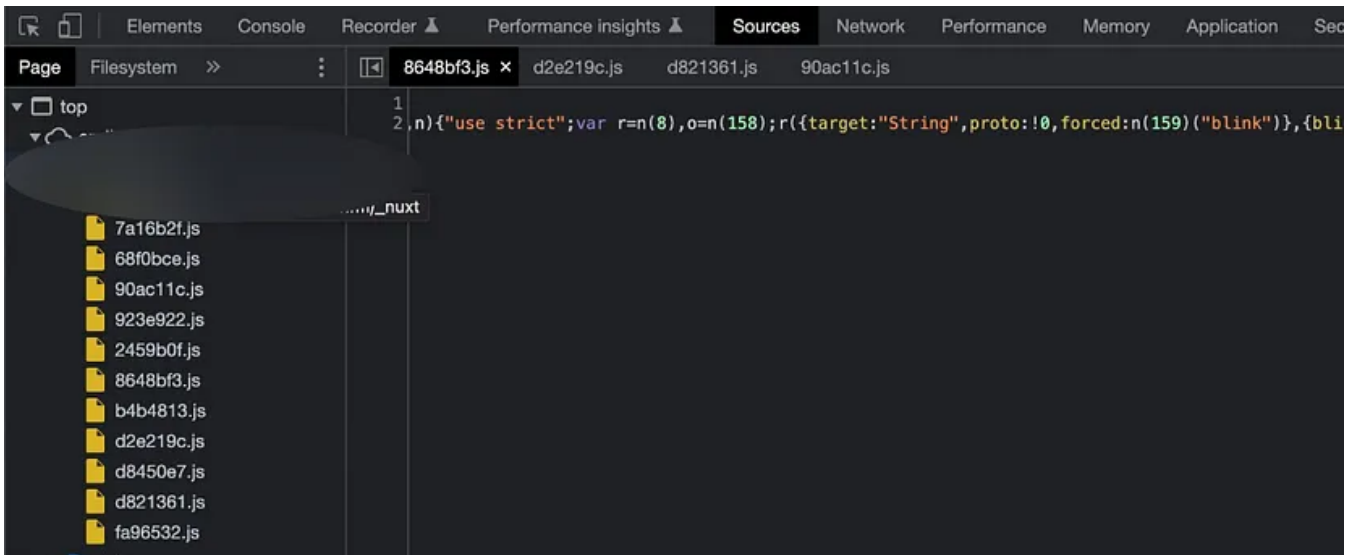 Elements Console Recorder Performance insights Sources Network Performance Memory Application Sec
Page Filesystem » 8648bf3.js × d2e219c.js d821361.js 90ac11c.js
top
1
2 ,n){"use strict";var r=n(8),o=n(158);r({target:"String",proto:!0,forced:n(159)("blink")},{bli
/_nuxt
7a16b2f.js
68f0bce.js
90ac11c.js
923e922.js
2459b0f.js
8648bf3.js
b4b4813.js
d2e219c.js
d8450e7.js
d821361.js
fa96532.js